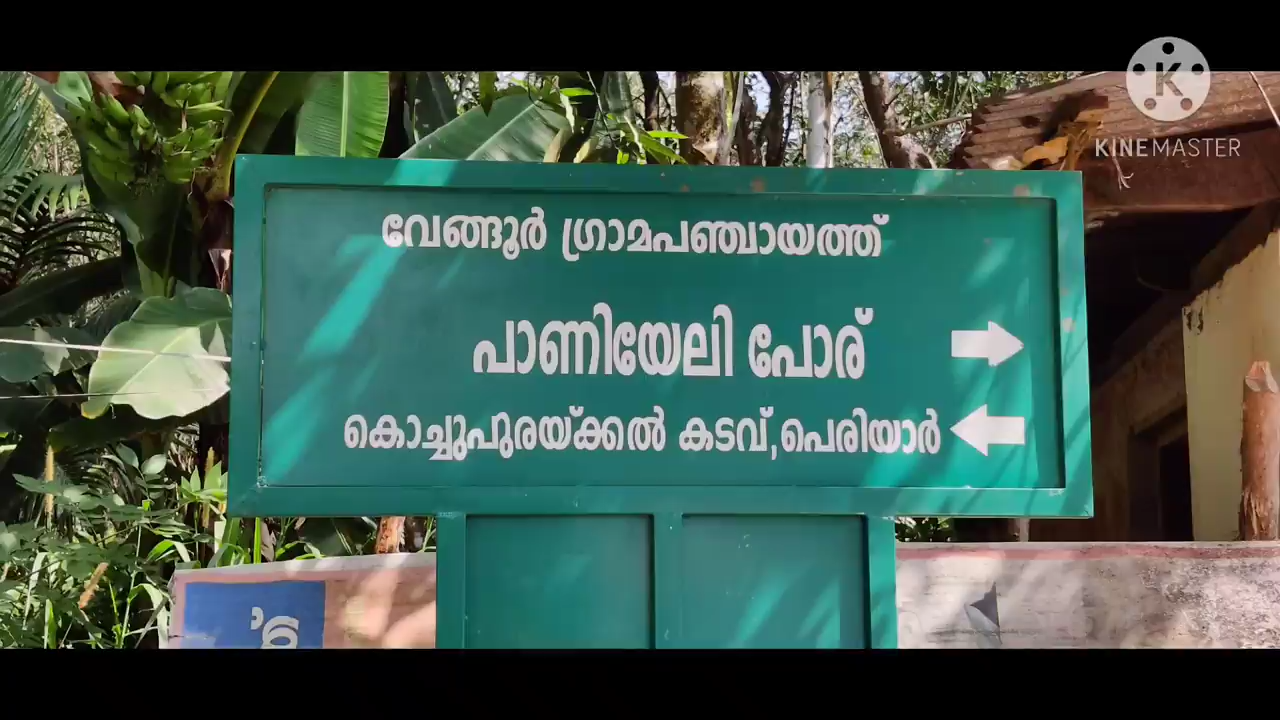 K
KINEMASTER
വേങ്ങൂർ ഗ്രാമപഞ്ചായത്ത്
പാണിയേലി പോര്
കൊച്ചുപുരയ്ക്കൽ കടവ്,പെരിയാർ